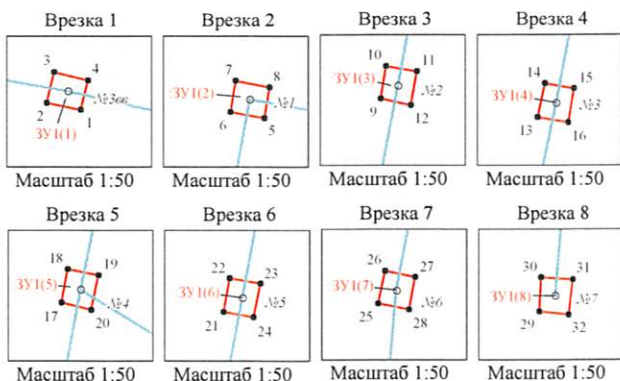 Врезка 1
3
4
№3ое
2
1
ЗУ1(1)
Масштаб 1:50
Врезка 2
7
8
ЗУ1(2)
№1
6
5
Масштаб 1:50
Врезка 3
10
11
ЗУ1(3)
№2
9
12
Масштаб 1:50
Врезка 4
14
15
ЗУ1(4)
№3
13
16
Масштаб 1:50
Врезка 5
18
19
ЗУ1(5)
№4
17
20
Масштаб 1:50
Врезка 6
22
23
ЗУ1(6)
№5
21
24
Масштаб 1:50
Врезка 7
26
27
ЗУ1(7)
№6
25
28
Масштаб 1:50
Врезка 8
30
31
ЗУ1(8)
№7
29
32
Масштаб 1:50